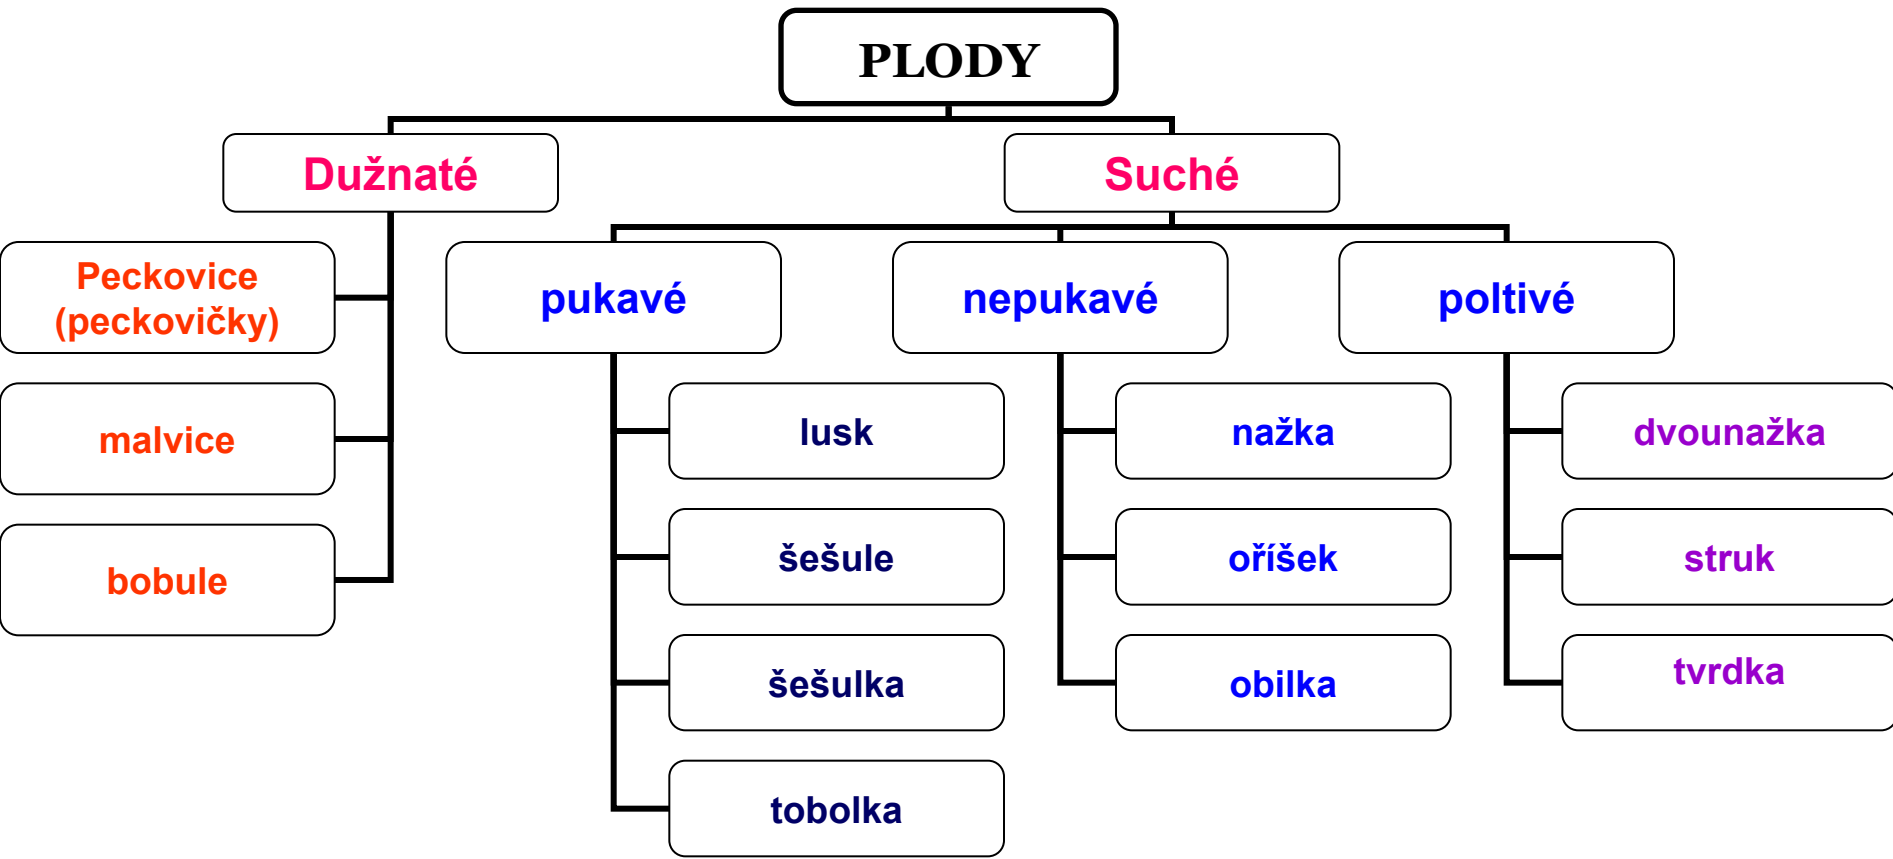 PLODY
Dužnaté
Suché
Peckovice
(peckovičky)
pukavé
nepukavé
poltivé
malvice
lusk
nažka
dvounažka
bobule
šešule
oříšek
struk
šešulka
obilka
tvrdka
tobolka